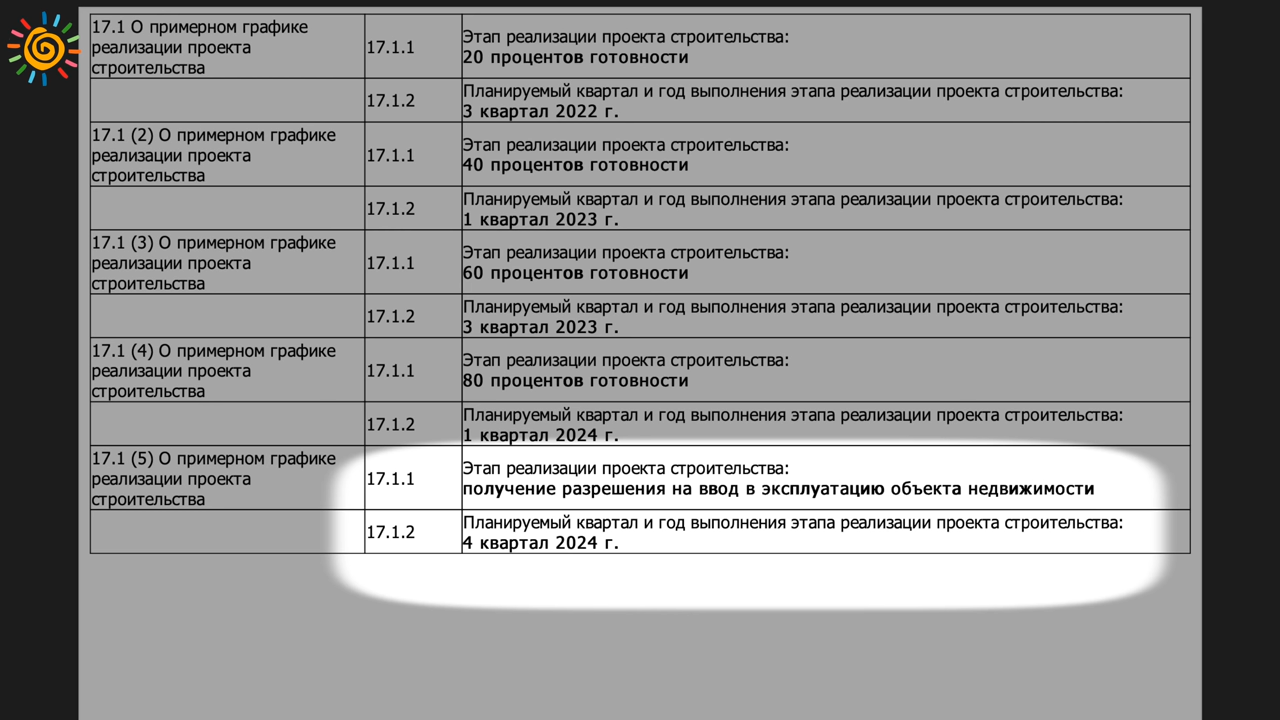 17.1 О примерном графике
реализации проекта
строительства
17.1.1
Этап реализации проекта строительства:
20 процентов готовности
17.1.2
Планируемый квартал и год выполнения этапа реализации проекта строительства:
3 квартал 2022 г.
17.1 (2) О примерном графике
реализации проекта
строительства
17.1.1
Этап реализации проекта строительства:
40 процентов готовности
17.1.2
Планируемый квартал и год выполнения этапа реализации проекта строительства:
1 квартал 2023 г.
17.1 (3) О примерном графике
реализации проекта
строительства
17.1.1
Этап реализации проекта строительства:
60 процентов готовности
17.1.2
Планируемый квартал и год выполнения этапа реализации проекта строительства:
3 квартал 2023 г.
17.1 (4) О примерном графике
реализации проекта
строительства
17.1.1
Этап реализации проекта строительства:
80 процентов готовности
17.1.2
Планируемый квартал и год выполнения этапа реализации проекта строительства:
1 квартал 2024 г.
17.1 (5) О примерном графике
реализации проекта
строительства
17.1.1
Этап реализации проекта строительства:
получение разрешения на ввод в эксплуатацию объекта недвижимости
17.1.2
Планируемый квартал и год выполнения этапа реализации проекта строительства:
4 квартал 2024 г.